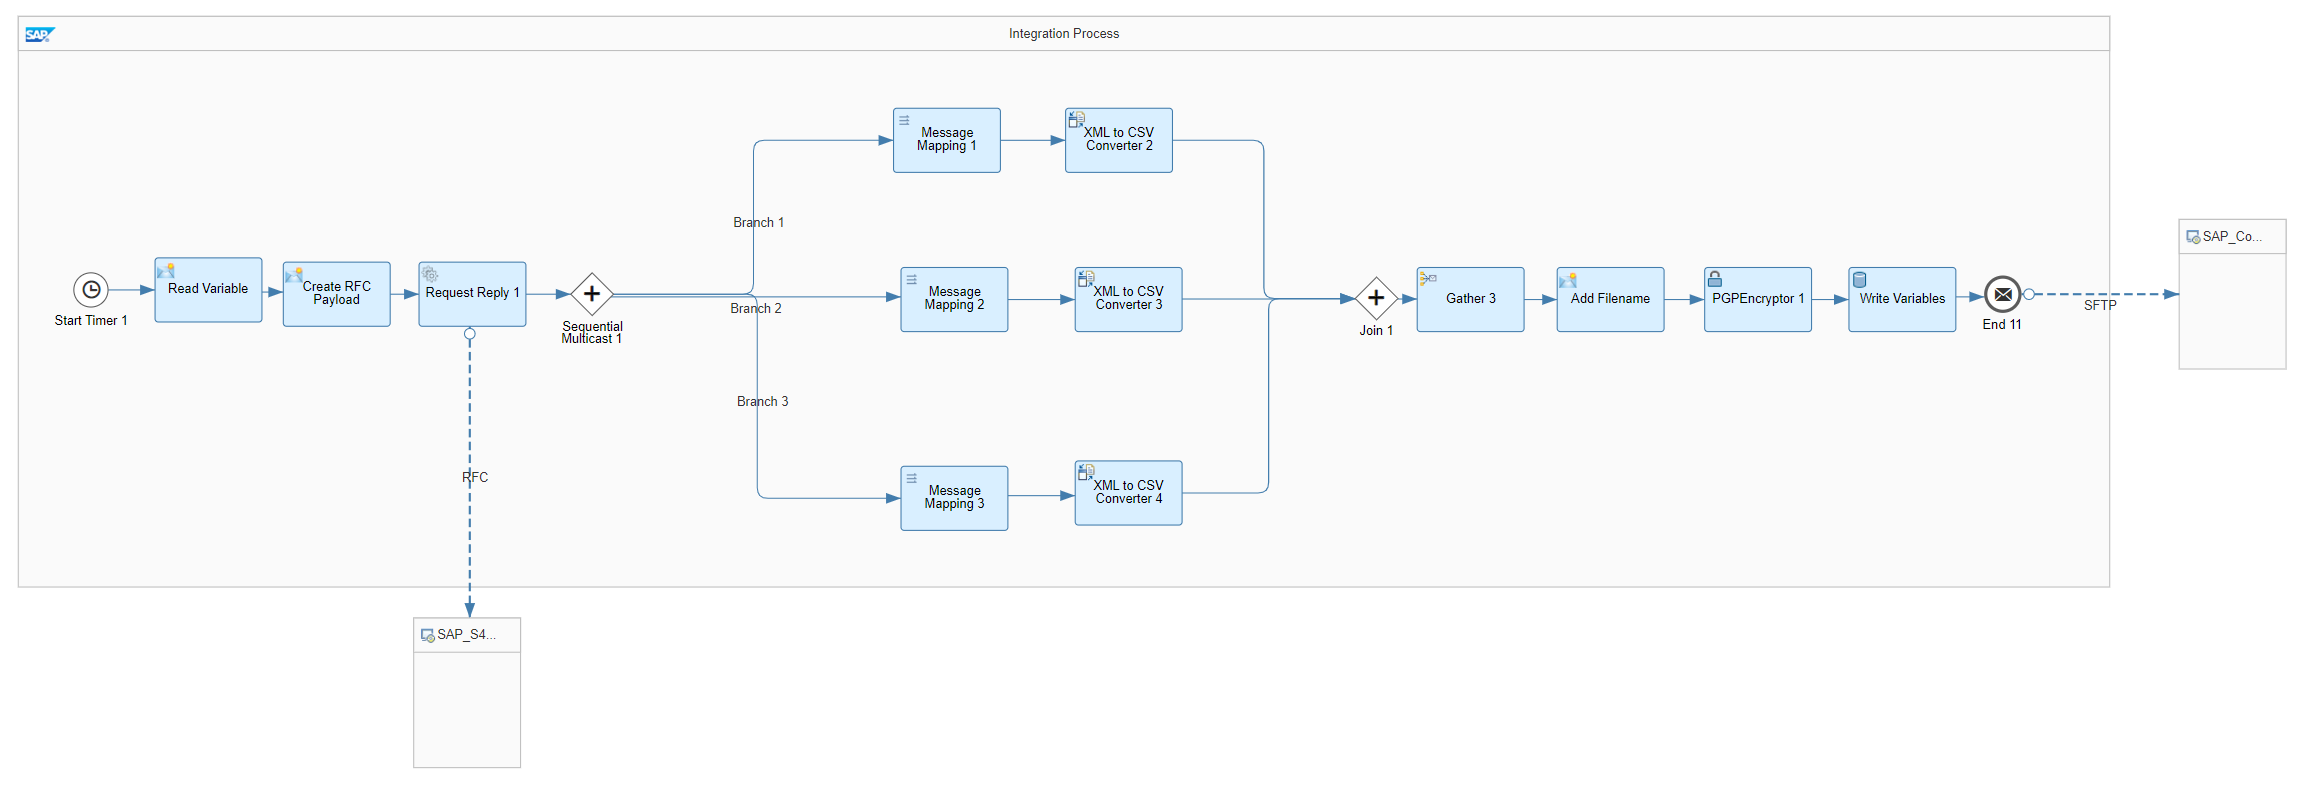 SAP
Integration Process
Start Timer 1
Read Variable
Create RFC
Payload
Request Reply 1
RFC
SAP_S4...
Sequential
Multicast 1
Branch 1
Message
Mapping 1
XML to CSV
Converter 2
Branch 2
Message
Mapping 2
XML to CSV
Converter 3
Branch 3
Message
Mapping 3
XML to CSV
Converter 4
Join 1
Gather 3
Add Filename
PGPEncryptor 1
Write Variables
End 11
SFTP
SAP_Co...